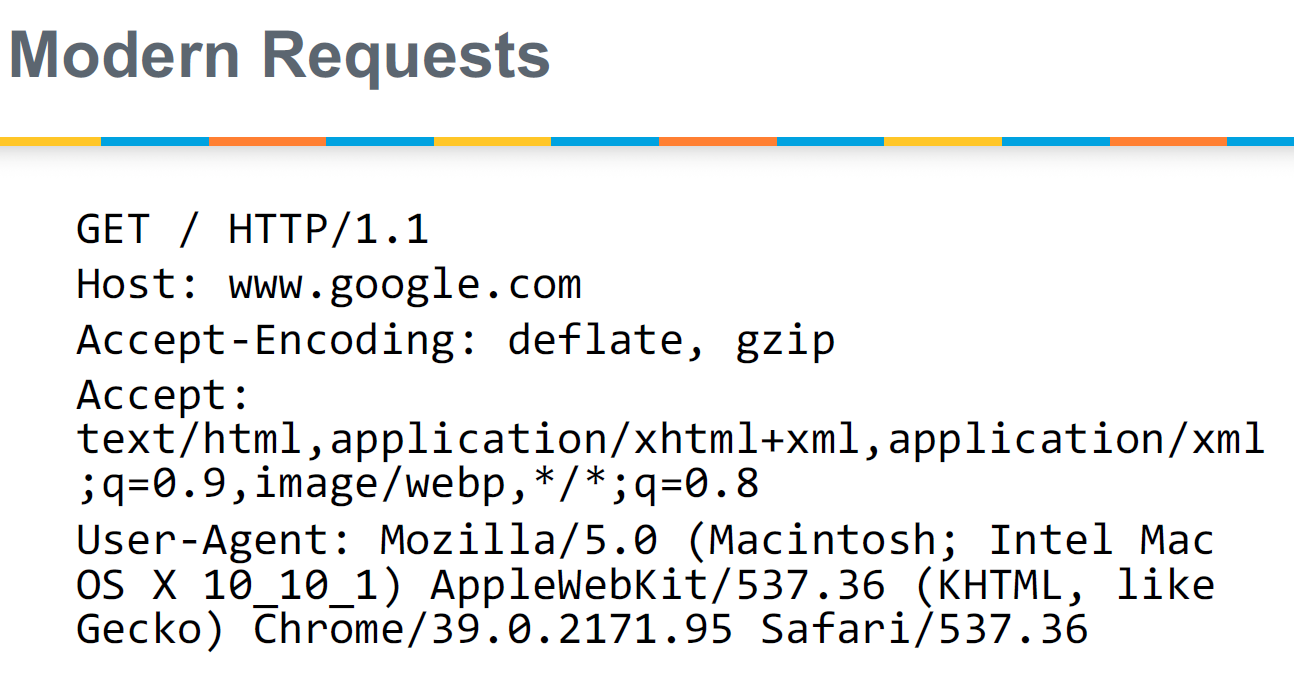 Modern Requests
GET / HTTP/1.1
Host: www.google.com
Accept-Encoding: deflate, gzip
Accept:
text/html,application/xhtml+xml,application/xml
;q=0.9,image/webp,*/*;q=0.8
User-Agent: Mozilla/5.0 (Macintosh; Intel Mac
OS X 10_10_1) AppleWebKit/537.36 (KHTML, like
Gecko) Chrome/39.0.2171.95 Safari/537.36